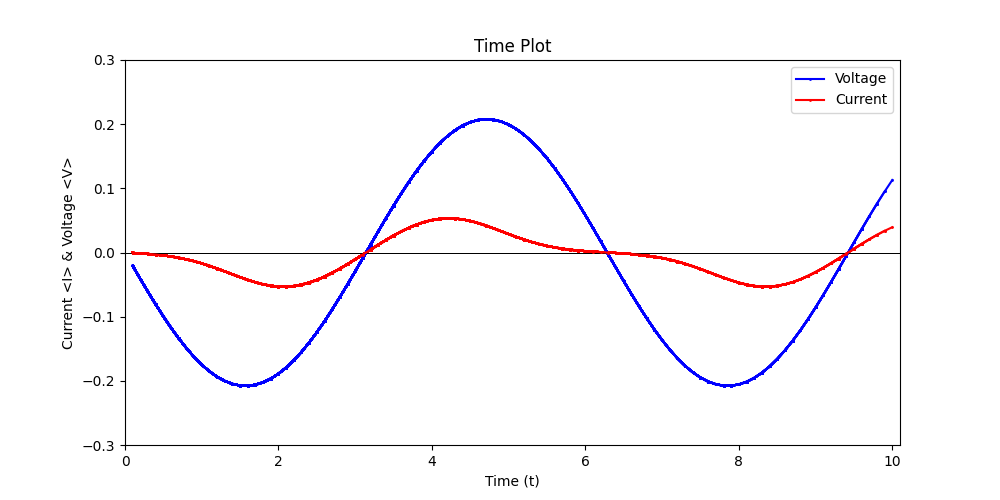 Time Plot
Voltage
Current
Current <I> & Voltage <V>
0.3
0.2
0.1
0.0
−0.1
−0.2
−0.3
0 2 4 6 8 10
Time (t)